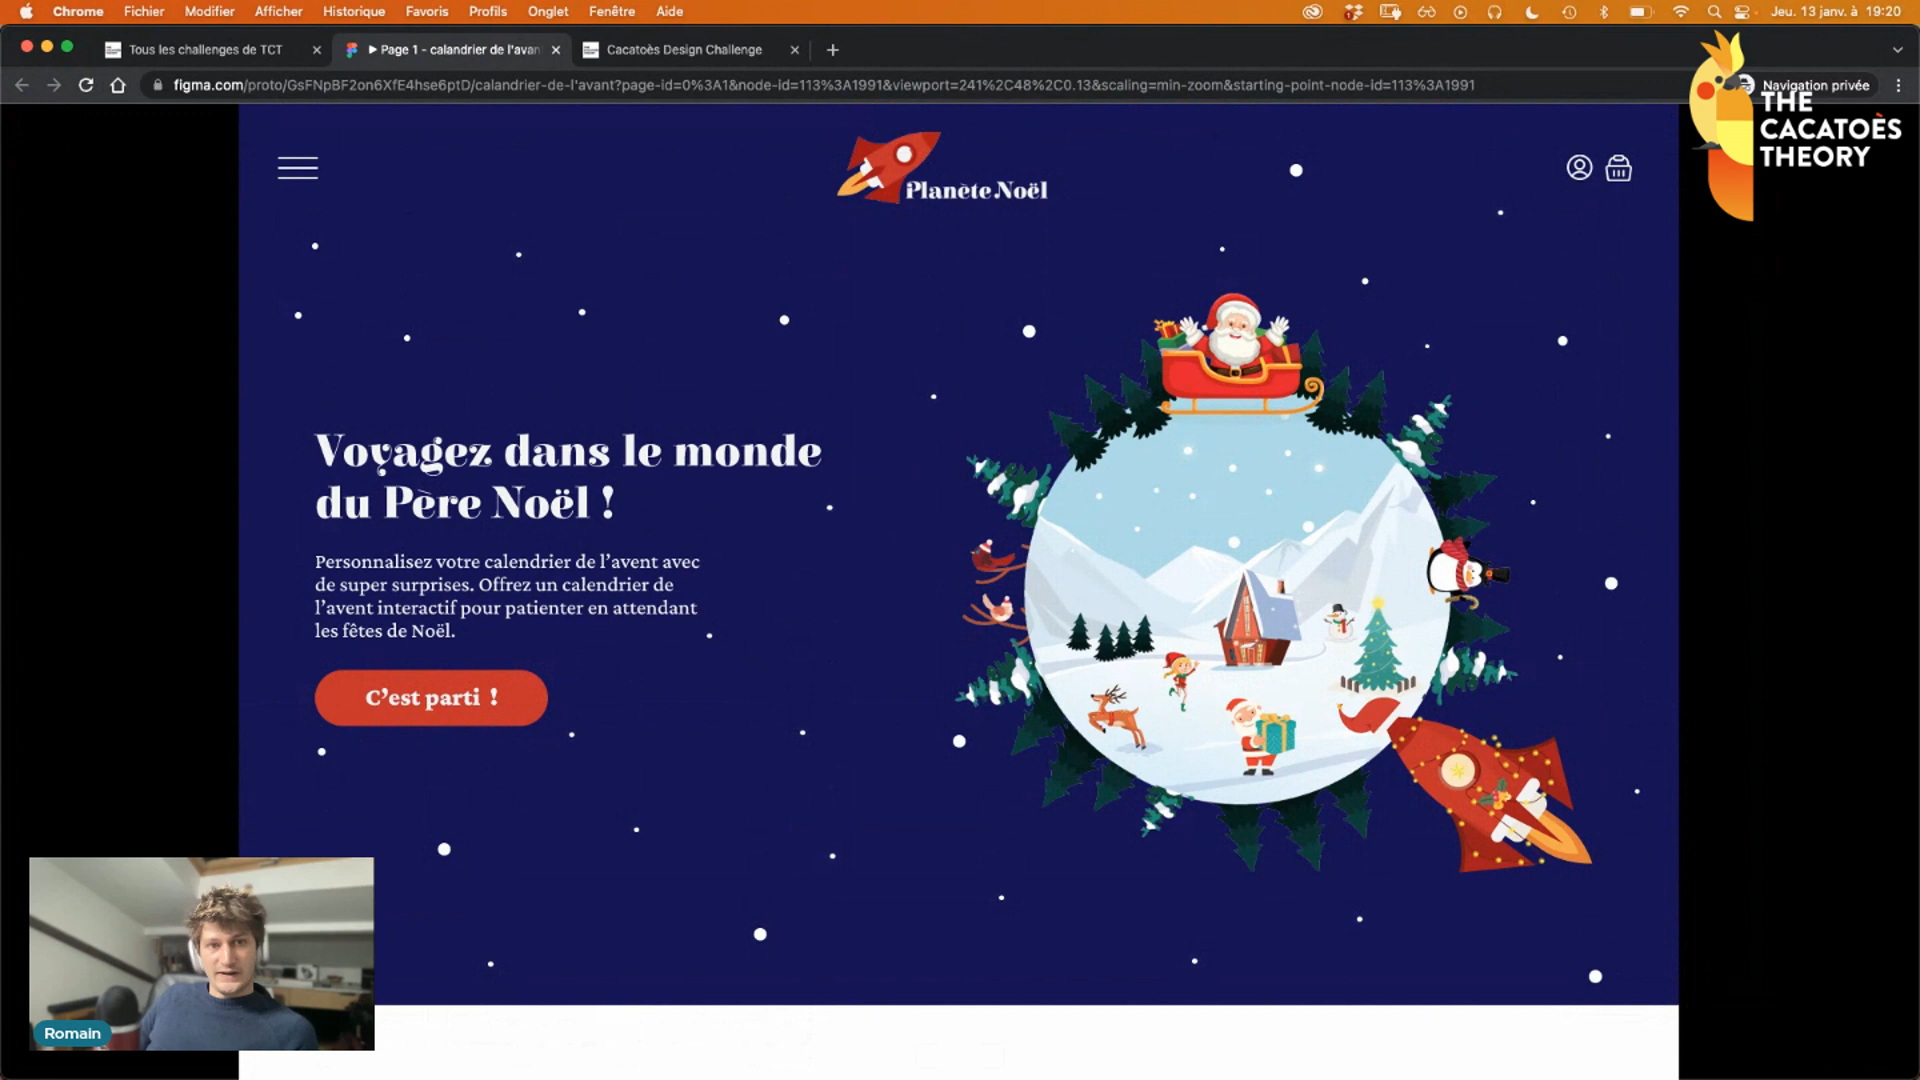 Chrome Fichier Modifier Afficher Historique Favoris Profils Onglet Fenêtre Aide Jeu. 13 janv. à 19:20
Tous les challenges de TCT Page 1 - calandrier de l'avan Cacatoès Design Challenge
figma.com/proto/GsFNpBF2on6XfE4hse6ptD/calandrier-de-l'avant?page-id=0%3A1&node-id=113%3A1991&viewport=241%2C48%2C0.13&scaling=min-zoom&starting-point-node-id=113%3A1991 Navigation privée
THE
CACATOÈS
THEORY
Planète Noël
Voyagez dans le monde
du Père Noël !
Personnalisez votre calendrier de l'avent avec
de super surprises. Offrez un calendrier de
l'avent interactif pour patienter en attendant
les fêtes de Noël.
C'est parti !
Romain